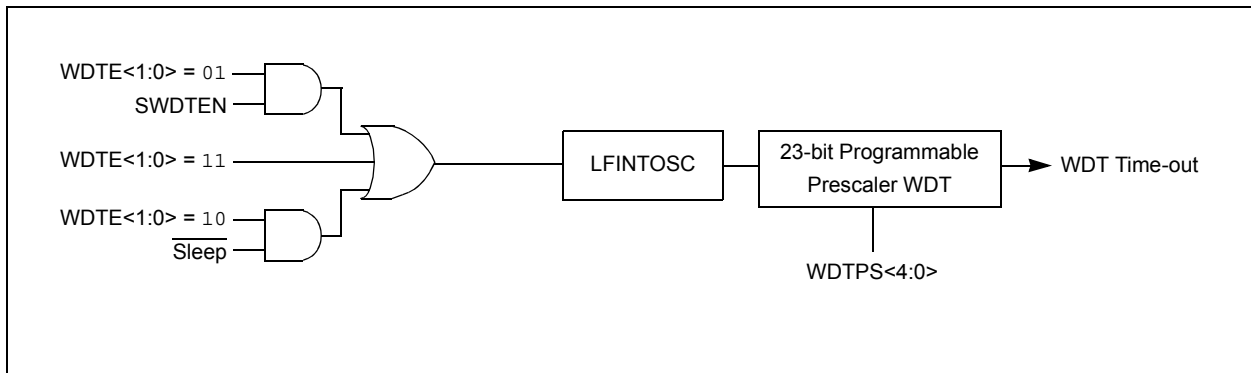 WDTE<1:0> = 01
SWDTEN
WDTE<1:0> = 11
WDTE<1:0> = 10
Sleep
LFINTOSC
23-bit Programmable
Prescaler WDT
WDT Time-out
WDTPS<4:0>